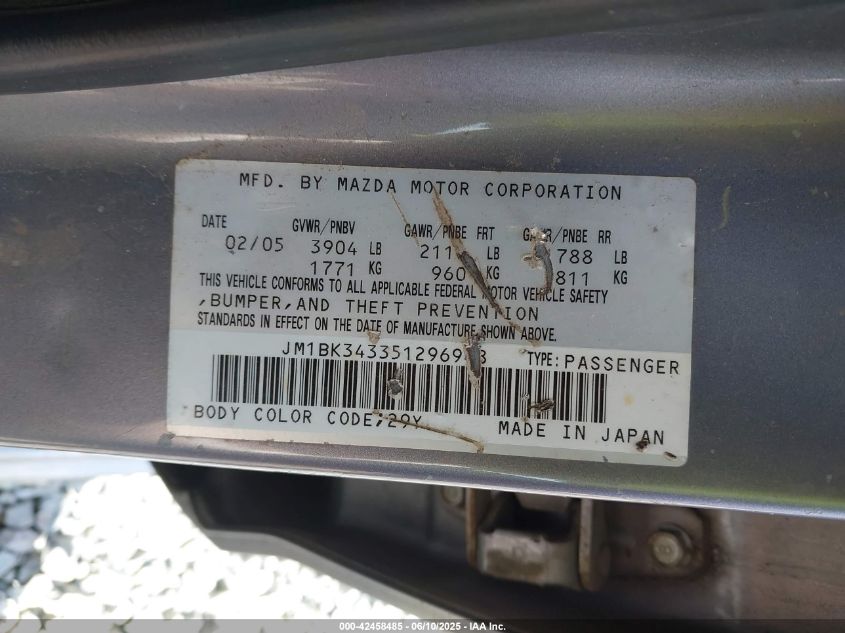 MFD. BY MAZDA MOTOR CORPORATION
DATE GVWR/PNBV GAWR/PNBE FRT GAWR/PNBE RR
02/05 3904 LB LB 788 LB
1771 KG 960 KG 811 KG
THIS VEHICLE CONFORMS TO ALL APPLICABLE FEDERAL MOTOR VEHICLE SAFETY
,BUMPER,AND THEFT PREVENTION
STANDARDS IN EFFECT ON THE DATE OF MANUFACTURE SHOWN ABOVE.
TYPE:PASSENGER
BODY COLOR CODE;29Y
MADE IN JAPAN
000-42458485 - 06/10/2025 - IAA, Inc.